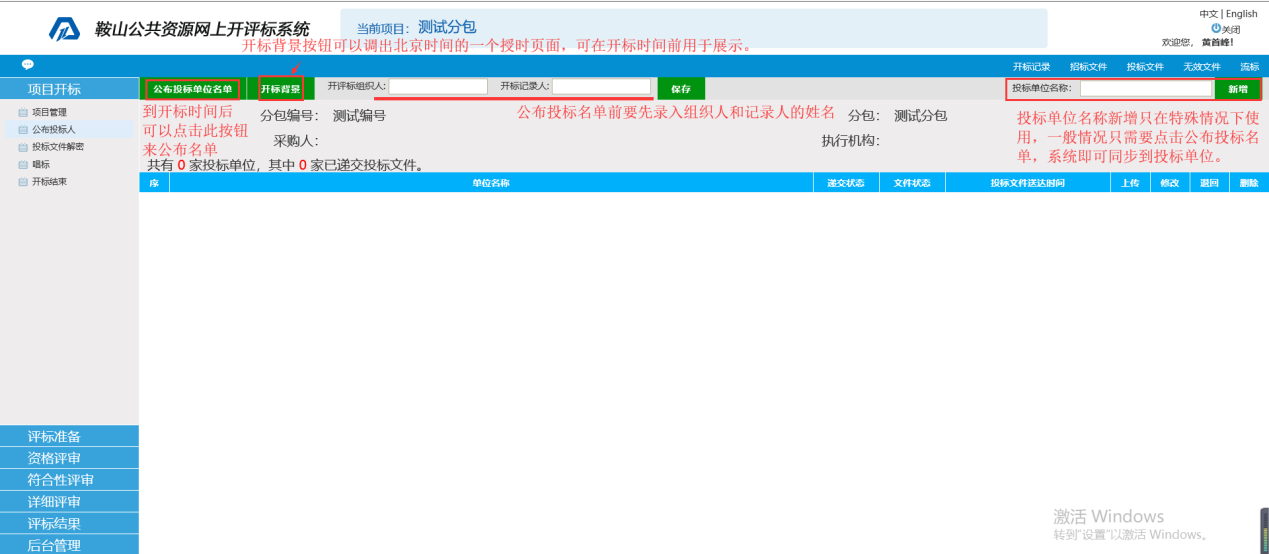 中文 | English
鞍山公共资源网上开评标系统
当前项目：测试分包
关闭
欢迎您，黄首峰！
开标背景按钮可以调出北京时间的一个授时页面，可在开标时间前用于展示。
开标记录 招标文件 投标文件 无效文件 流标
项目开标
公布投标单位名单 开标背景 开评标组织人： 开标记录人： 保存 投标单位名称： 新增
项目管理
公布投标人
投标文件解密
唱标
开标结束
到开标时间后
可以点击此按钮
来公布名单
分包编号： 测试编号
公布投标名单前要先录入组织人和记录人的姓名
分包： 测试分包
投标单位名称新增只在特殊情况下使
用，一般情况只需要点击公布投标名
单，系统即可同步到投标单位。
采购人：
执行机构：
共有 0 家投标单位，其中 0 家已递交投标文件。
序 单位名称 递交状态 文件状态 投标文件送达时间 上传 修改 退回 删除
评标准备
资格评审
符合性评审
详细评审
评标结果
后台管理
激活 Windows
转到"设置"以激活 Windows。